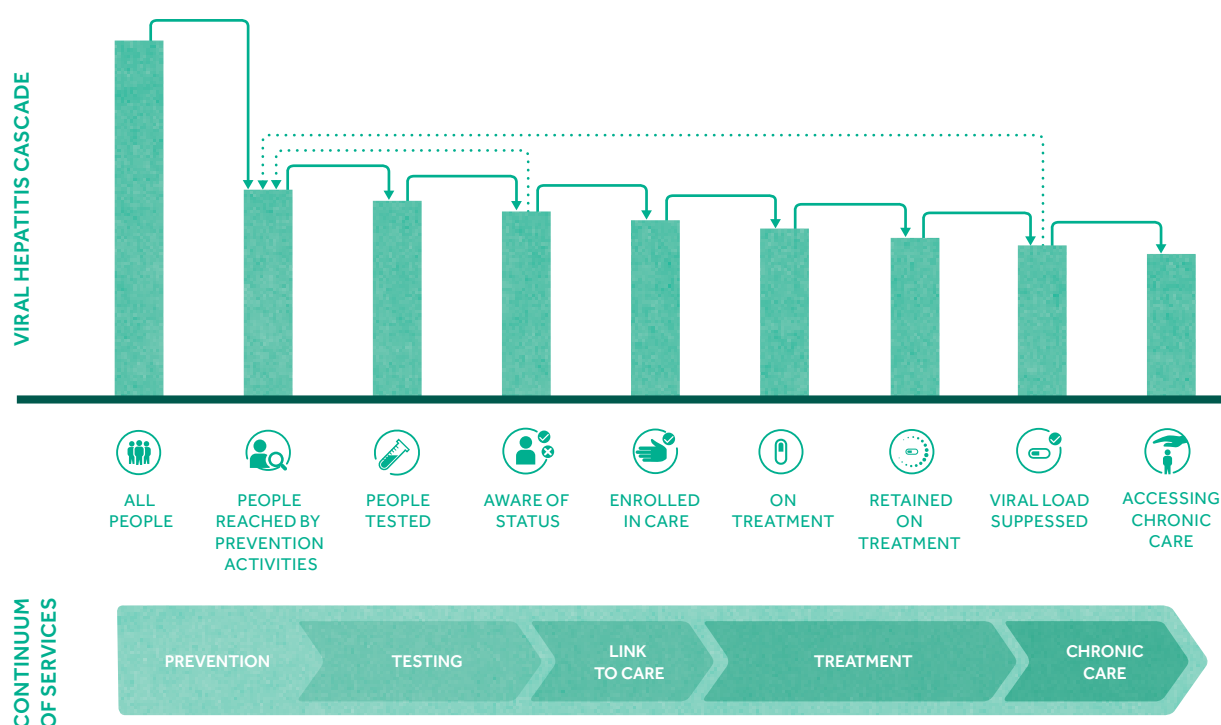 VIRAL HEPATITIS CASCADE
ALL
PEOPLE
PEOPLE
REACHED BY
PREVENTION
ACTIVITIES
PEOPLE
TESTED
AWARE OF
STATUS
ENROLLED
IN CARE
ON
TREATMENT
RETAINED
ON
TREATMENT
VIRAL LOAD
SUPPESSED
ACCESSING
CHRONIC
CARE
CONTINUUM
OF SERVICES
PREVENTION
TESTING
LINK
TO CARE
TREATMENT
CHRONIC
CARE